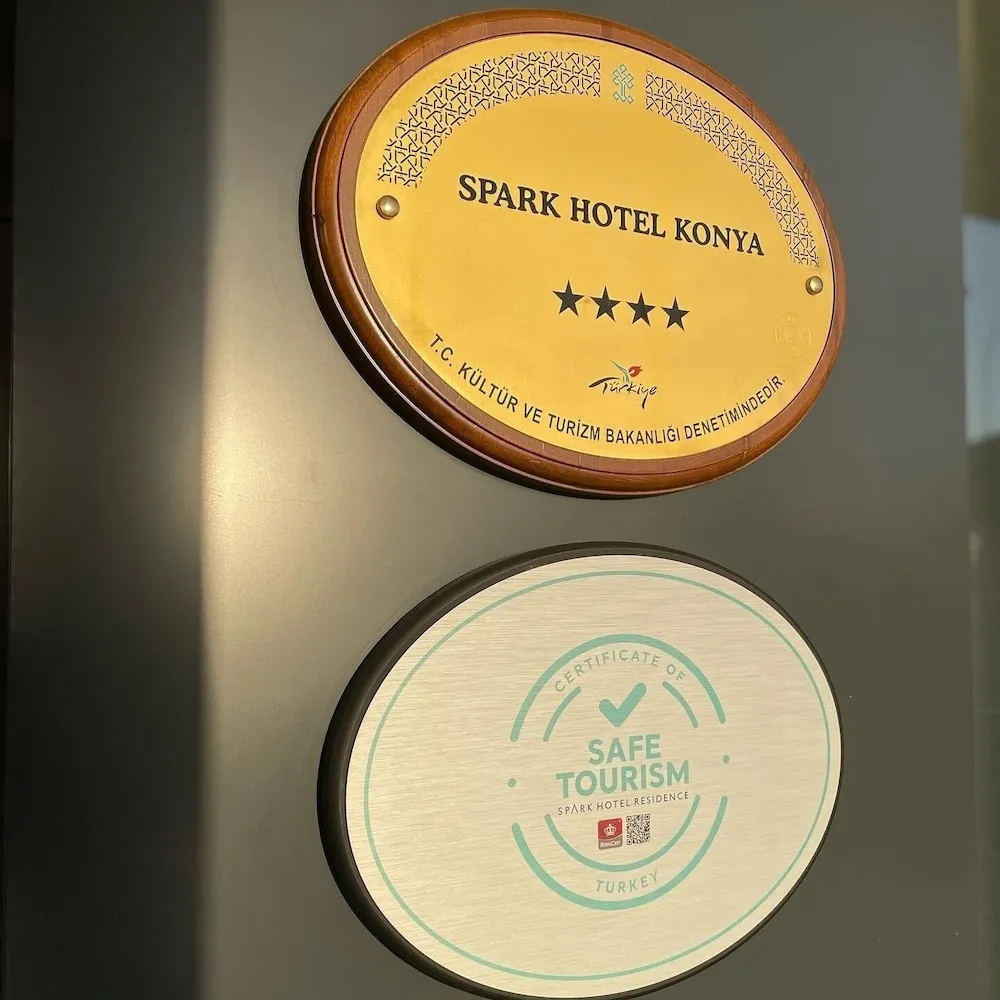 SPARK HOTEL KONYA
★★★★
Türkiye
T.C. KÜLTÜR VE TURİZM BAKANLIĞI DENETİMİNDEDİR.
CERTIFICATE OF
SAFE
TOURISM
SPARK HOTEL RESIDENCE
TURKEY